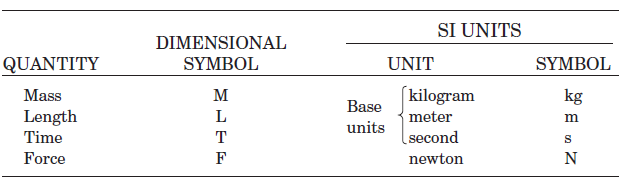 SI UNITS
DIMENSIONAL
QUANTITY SYMBOL UNIT SYMBOL
Mass M kilogram kg
Base units
Length L meter m
Time T second s
Force F newton N